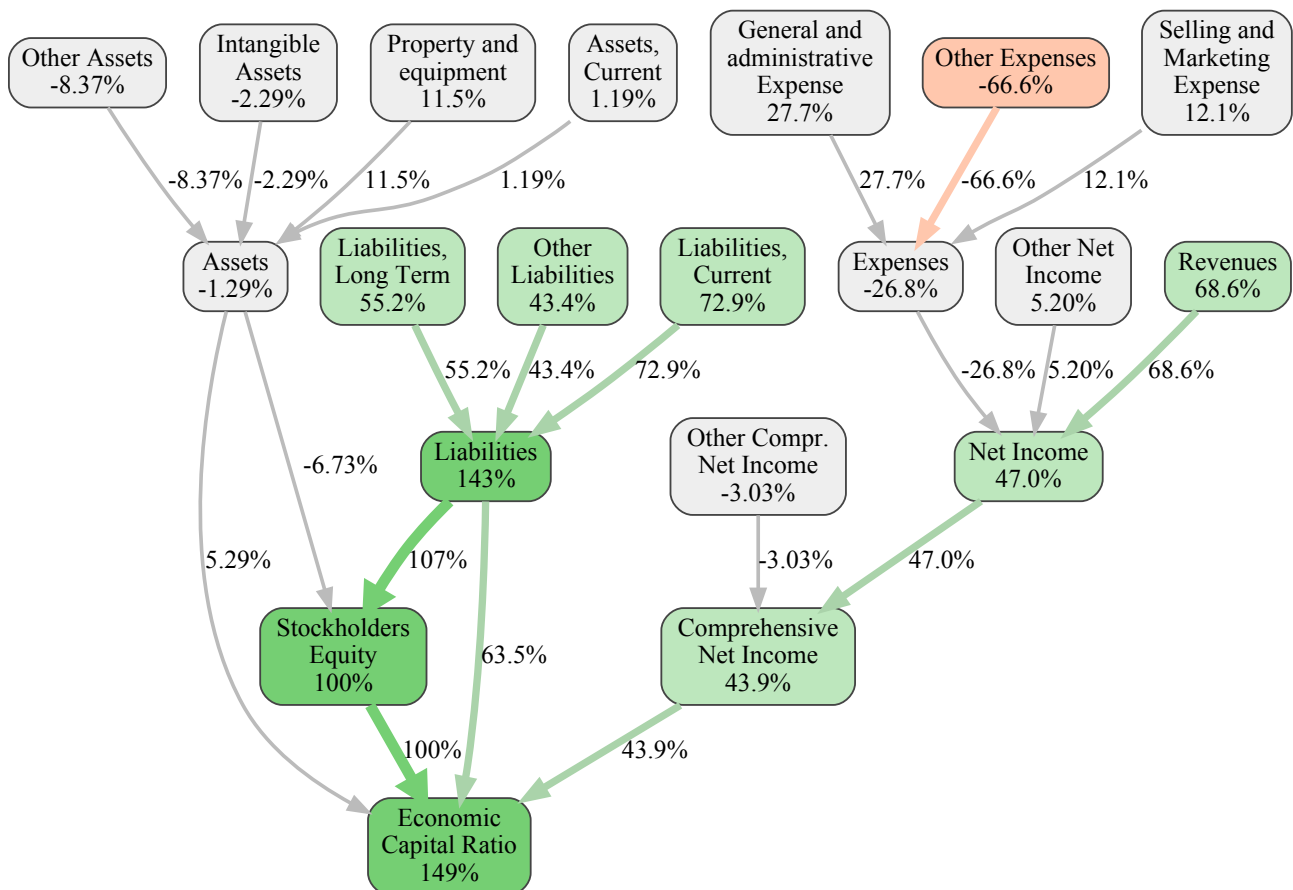 Other Assets
-8.37%
Intangible
Assets
-2.29%
Property and
equipment
11.5%
Assets,
Current
1.19%
General and
administrative
Expense
27.7%
Other Expenses
-66.6%
Selling and
Marketing
Expense
12.1%
-8.37%
-2.29%
11.5%
1.19%
27.7%
-66.6%
12.1%
Assets
-1.29%
Liabilities,
Long Term
55.2%
Other
Liabilities
43.4%
Liabilities,
Current
72.9%
Expenses
-26.8%
Other Net
Income
5.20%
Revenues
68.6%
55.2%
43.4%
72.9%
-26.8%
5.20%
68.6%
Liabilities
143%
Other Compr.
Net Income
-3.03%
Net Income
47.0%
-6.73%
5.29%
107%
-3.03%
47.0%
Stockholders
Equity
100%
63.5%
Comprehensive
Net Income
43.9%
100%
43.9%
Economic
Capital Ratio
149%